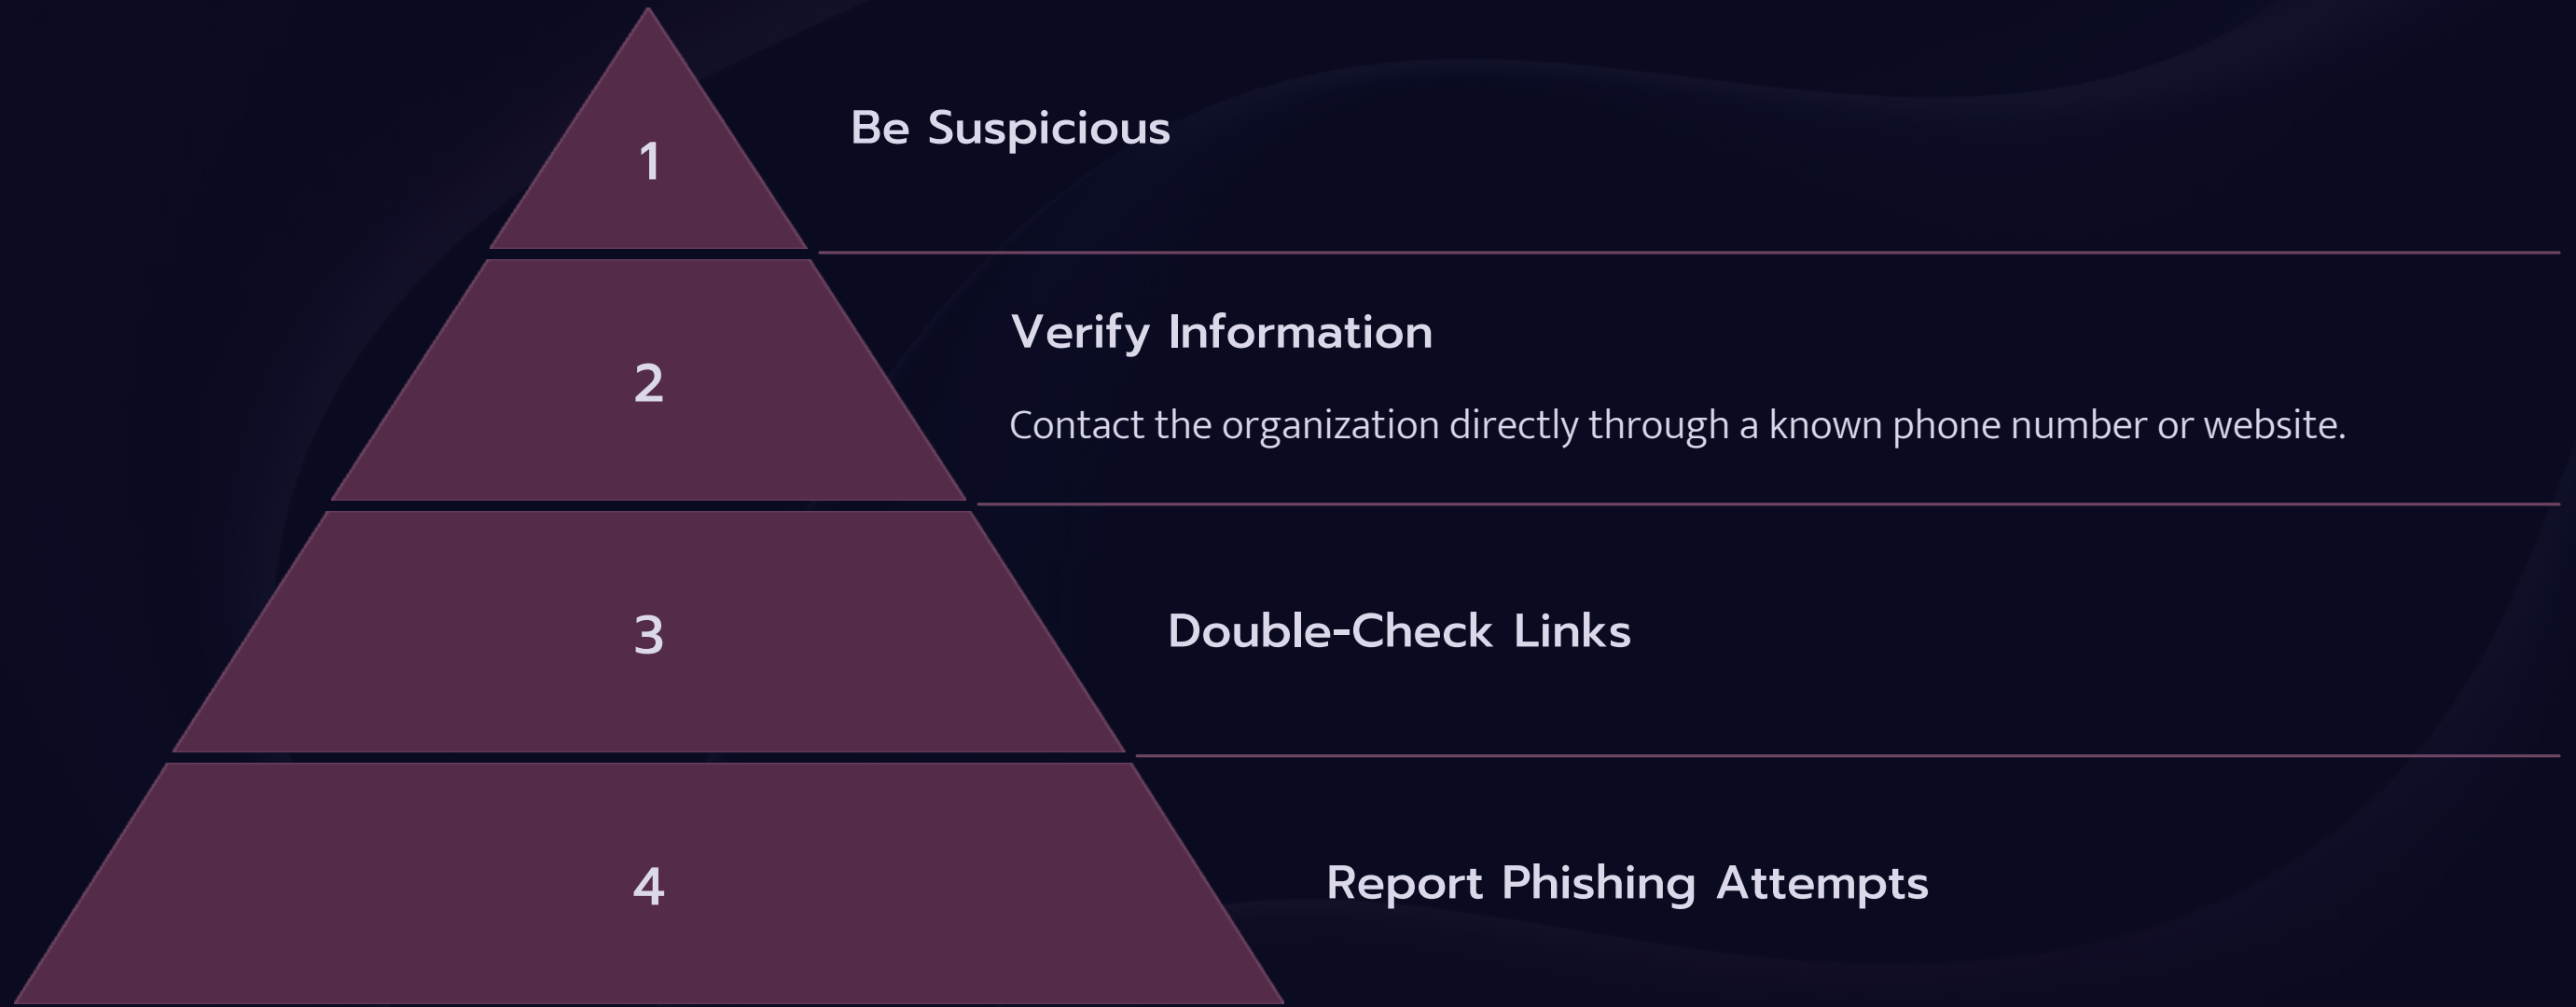 1
Be Suspicious
2
Verify Information
Contact the organization directly through a known phone number or website.
3
Double-Check Links
4
Report Phishing Attempts